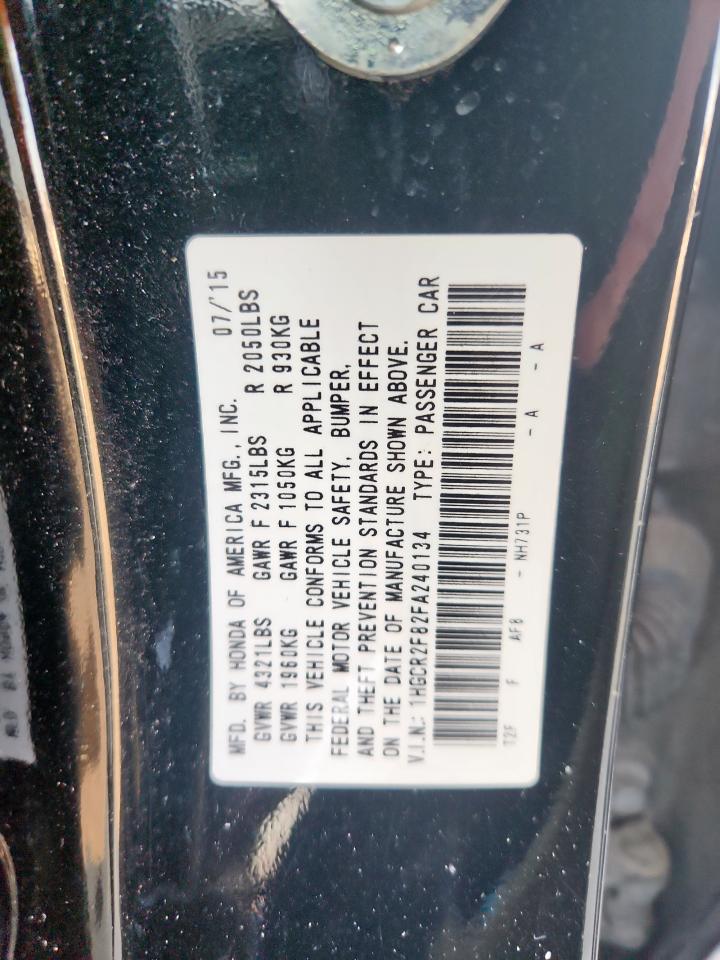 MFD. BY HONDA OF AMERICA MFG., INC. 07/'15
GVWR 4321LBS GAWR F 2315LBS R 2050LBS
GVWR 1960KG GAWR F 1050KG R 930KG
THIS VEHICLE CONFORMS TO ALL APPLICABLE
FEDERAL MOTOR VEHICLE SAFETY, BUMPER,
AND THEFT PREVENTION STANDARDS IN EFFECT
ON THE DATE OF MANUFACTURE SHOWN ABOVE.
V.I.N.: 1HGCR2F82FA240134 TYPE: PASSENGER CAR
T2F F AF8 - NH731P - A - A